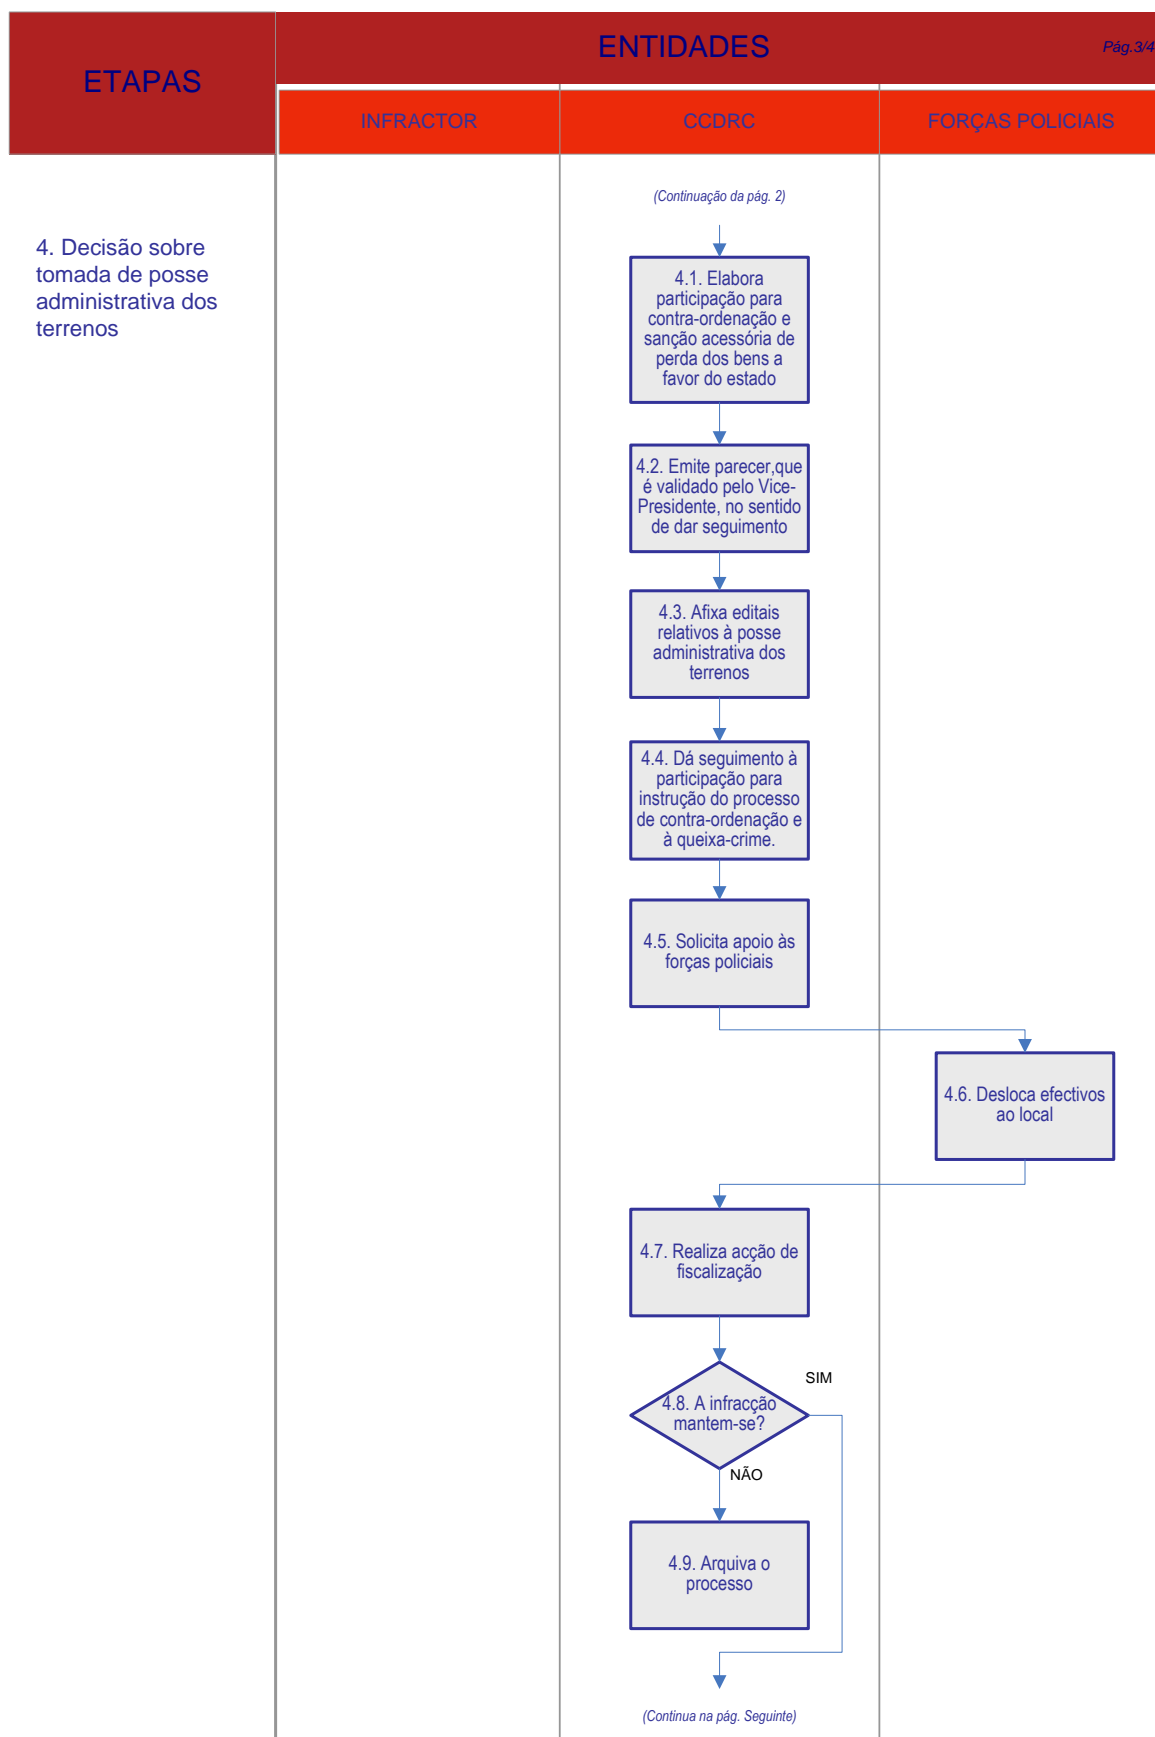 ETAPAS
ENTIDADES
Pág.3/4
INFRACTOR
CCDRC
FORÇAS POLICIAIS
(Continuação da pág. 2)
4. Decisão sobre
tomada de posse
administrativa dos
terrenos
4.1. Elabora
participação para
contra-ordenação e
sanção acessória de
perda dos bens a
favor do estado
4.2. Emite parecer,que
é validado pelo Vice-
Presidente, no sentido
de dar seguimento
4.3. Afixa editais
relativos à posse
administrativa dos
terrenos
4.4. Dá seguimento à
participação para
instrução do processo
de contra-ordenação e
à queixa-crime.
4.5. Solicita apoio às
forças policiais
4.6. Desloca efectivos
ao local
4.7. Realiza acção de
fiscalização
SIM
4.8. A infracção
mantem-se?
NÃO
4.9. Arquiva o
processo
(Continua na pág. Seguinte)